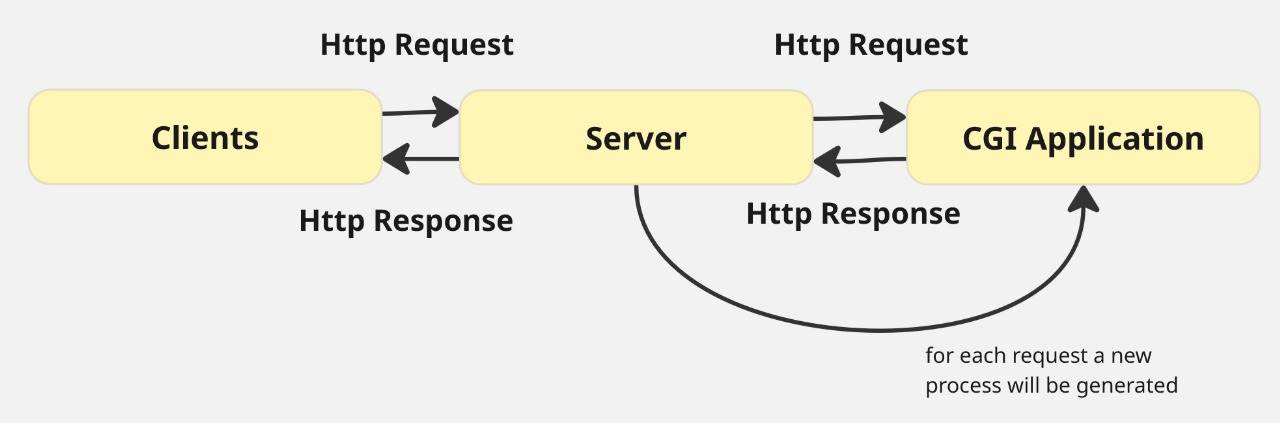 Http Request
Http Request
Clients
Server
CGI Application
Http Response
Http Response
for each request a new
process will be generated